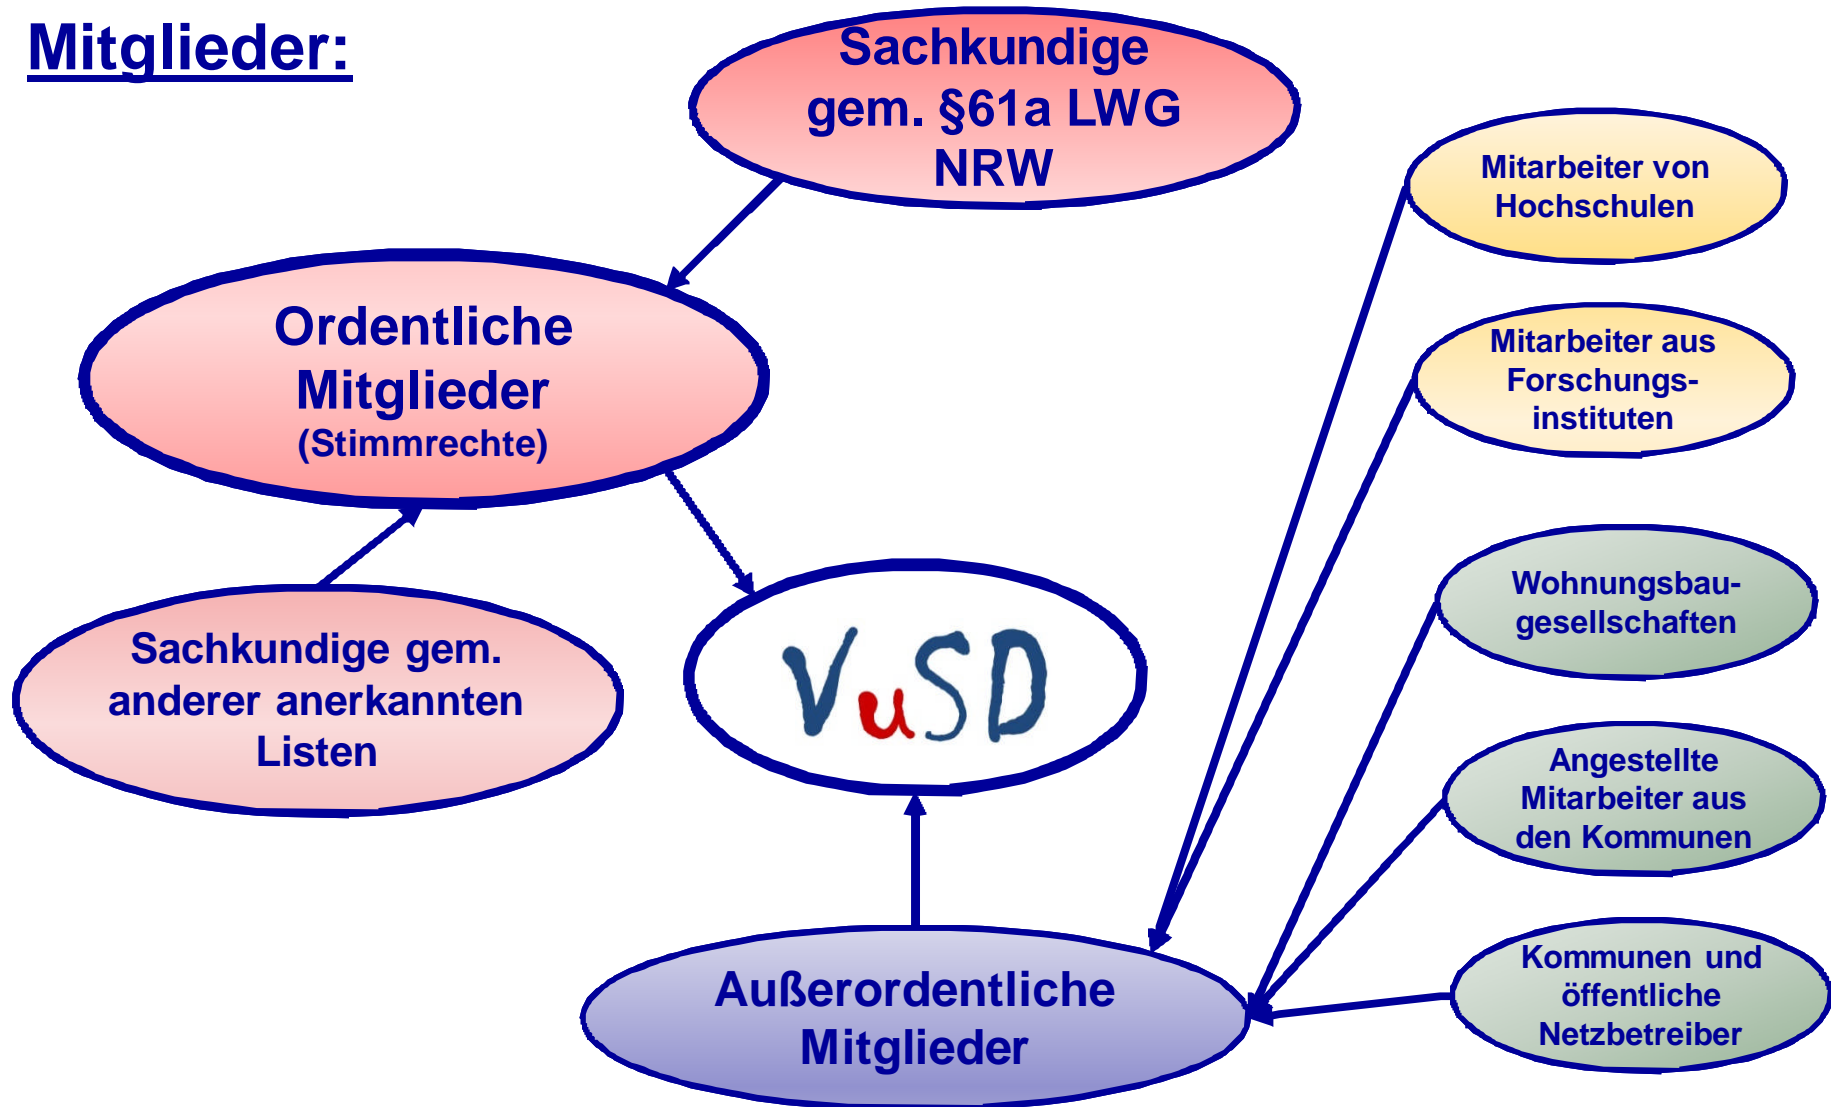 Mitglieder:
Sachkundige
gem. §61a LWG
NRW
Mitarbeiter von
Hochschulen
Ordentliche
Mitglieder
(Stimmrechte)
Mitarbeiter aus
Forschungs-
instituten
Sachkundige gem.
anderer anerkannten
Listen
VuSD
Wohnungsbau-
gesellschaften
Angestellte
Mitarbeiter aus
den Kommunen
Außerordentliche
Mitglieder
Kommunen und
öffentliche
Netzbetreiber